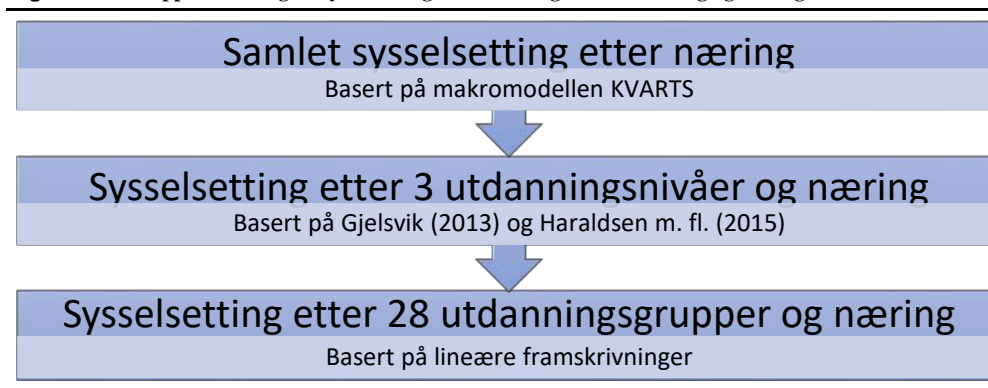 Samlet sysselsetting etter næring
Basert på makromodellen KVARTS
Sysselsetting etter 3 utdanningsnivåer og næring
Basert på Gjelsvik (2013) og Haraldsen m. fl. (2015)
Sysselsetting etter 28 utdanningsgrupper og næring
Basert på lineære framskrivninger